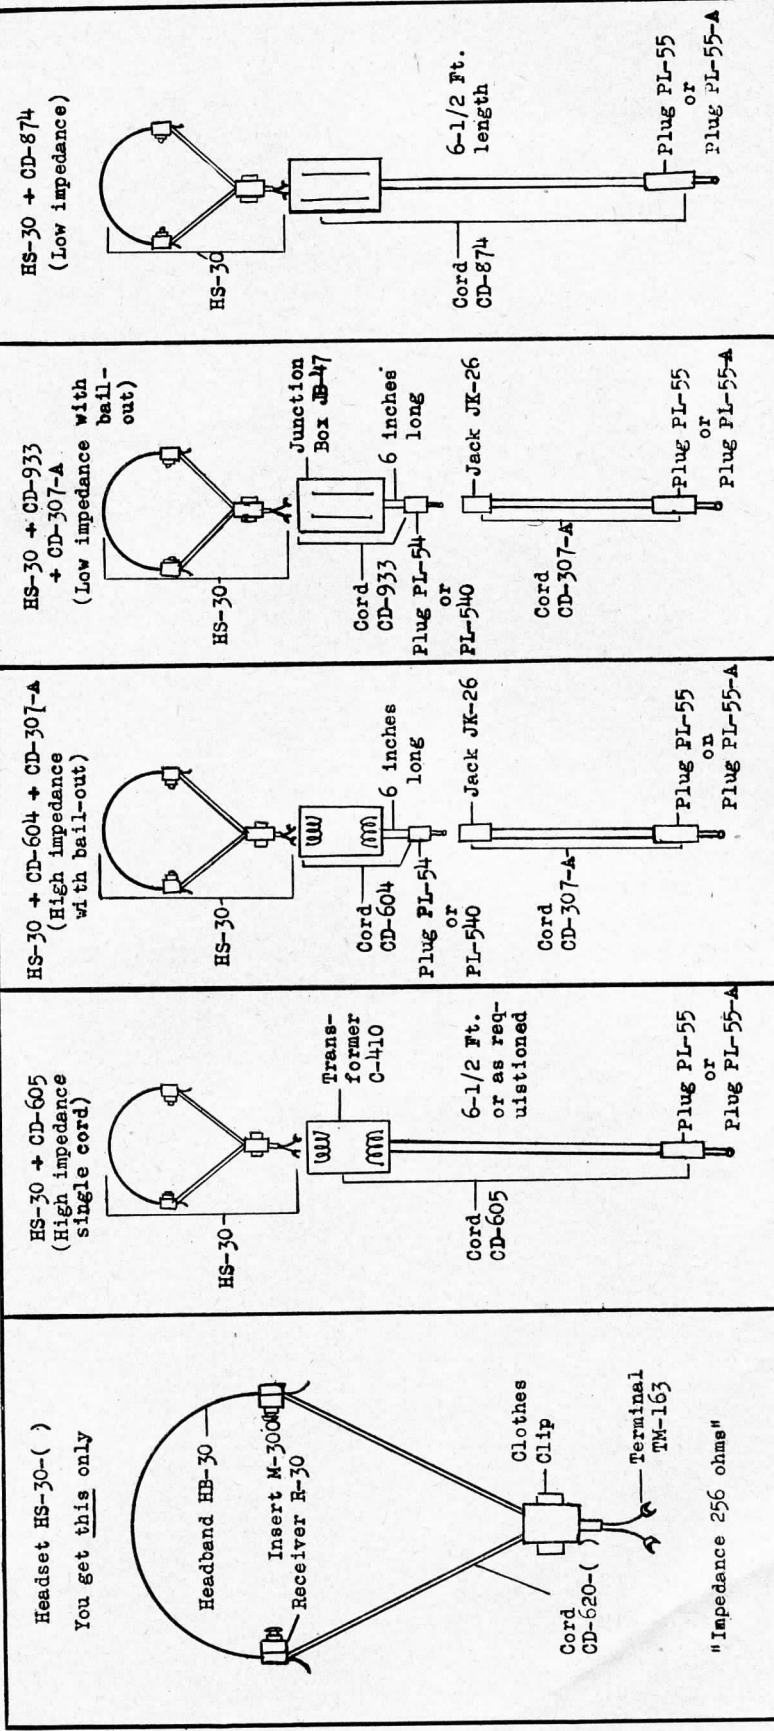 Headset HS-30-( )
You get this only
Headband HB-30
Insert M-300
Receiver R-30
Clothes
Clip
Cord
CD-620-( )
Terminal
TM-163
"Impedance 256 ohms"
HS-30 + CD-605
(High impedance
single cord)
HS-30
Trans-
former
C-410
6-1/2 Ft.
or as req-
uistioned
Cord
CD-605
Plug PL-55
or
Plug PL-55-A
HS-30 + CD-604 + CD-307-A
(High impedance
with bail-out)
HS-30
6 inches
long
Cord
CD-604
Plug PL-54
or
PL-540
Jack JK-26
Cord
CD-307-A
Plug PL-55
on
Plug PL-55-A
HS-30 + CD-933
+ CD-307-A
(Low impedance with
bail-
out)
HS-30
Junction
Box JB-47
6 inches
long
Cord
CD-933
Plug PL-54
or
PL-540
Jack JK-26
Cord
CD-307-A
Plug PL-55
or
Plug PL-55-A
HS-30 + CD-874
(Low impedance)
HS-30
6-1/2 Ft.
length
Cord
CD-874
Plug PL-55
or
Plug PL-55-A